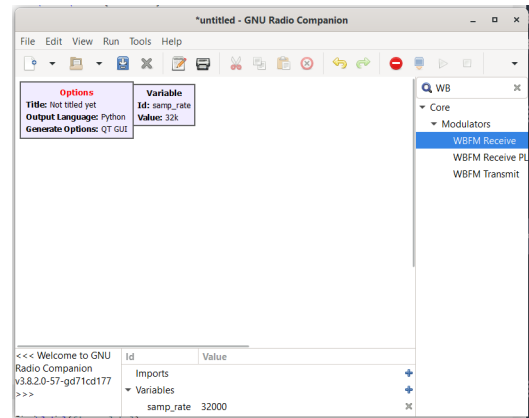 *untitled - GNU Radio Companion
File Edit View Run Tools Help
Options
Title: Not titled yet
Output Language: Python
Generate Options: QT GUI
Variable
Id: samp_rate
Value: 32k
WB
Core
Modulators
WBFM Receive
WBFM Receive PL
WBFM Transmit
<<< Welcome to GNU
Radio Companion
v3.8.2.0-57-gd71cd177
>>>
Id Value
Imports
Variables
samp_rate 32000